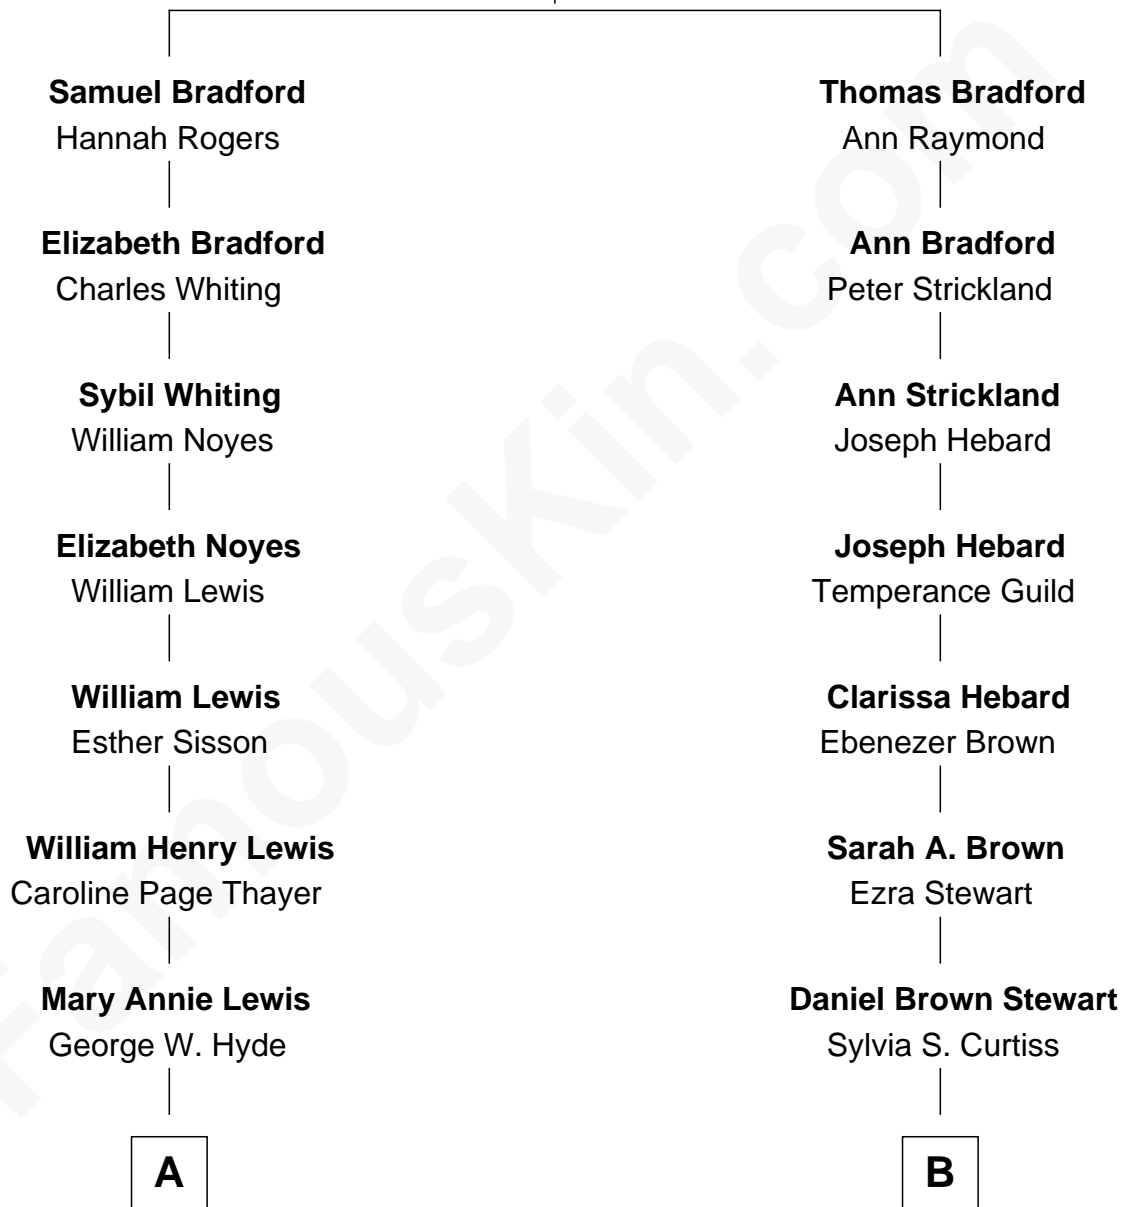 Samuel Bradford
Hannah Rogers
Thomas Bradford
Ann Raymond
Elizabeth Bradford
Charles Whiting
Ann Bradford
Peter Strickland
Sybil Whiting
William Noyes
Ann Strickland
Joseph Hebard
Elizabeth Noyes
William Lewis
Joseph Hebard
Temperance Guild
William Lewis
Esther Sisson
Clarissa Hebard
Ebenezer Brown
William Henry Lewis
Caroline Page Thayer
Sarah A. Brown
Ezra Stewart
Mary Annie Lewis
George W. Hyde
Daniel Brown Stewart
Sylvia S. Curtiss
A
B
FamousKin.com